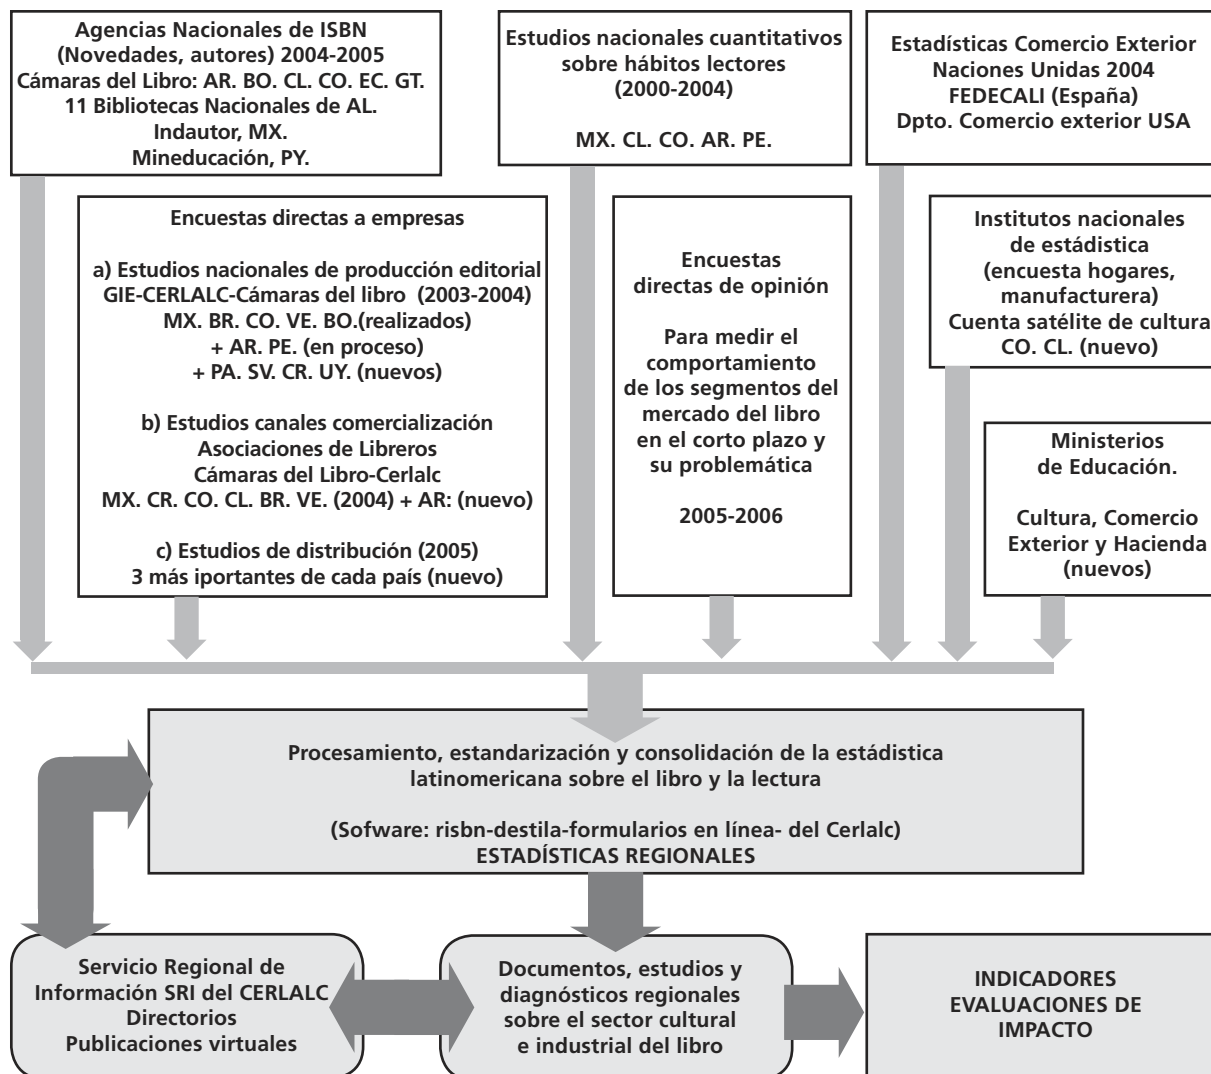 Agencias Nacionales de ISBN
(Novedades, autores) 2004-2005
Cámaras del Libro: AR. BO. CL. CO. EC. GT.
11 Bibliotecas Nacionales de AL.
Indautor, MX.
Mineducación, PY.
Estudios nacionales cuantitativos
sobre hábitos lectores
(2000-2004)
MX. CL. CO. AR. PE.
Estadísticas Comercio Exterior
Naciones Unidas 2004
FEDECALI (España)
Dpto. Comercio exterior USA
Encuestas directas a empresas
a) Estudios nacionales de producción editorial
GIE-CERLALC-Cámaras del libro (2003-2004)
MX. BR. CO. VE. BO.(realizados)
+ AR. PE. (en proceso)
+ PA. SV. CR. UY. (nuevos)
b) Estudios canales comercialización
Asociaciones de Libreros
Cámaras del Libro-Cerlalc
MX. CR. CO. CL. BR. VE. (2004) + AR: (nuevo)
c) Estudios de distribución (2005)
3 más iportantes de cada país (nuevo)
Encuestas
directas de opinión
Para medir el
comportamiento
de los segmentos del
mercado del libro
en el corto plazo y
su problemática
2005-2006
Institutos nacionales
de estádistica
(encuesta hogares,
manufacturera)
Cuenta satélite de cultura
CO. CL. (nuevo)
Ministerios
de Educación.
Cultura, Comercio
Exterior y Hacienda
(nuevos)
Procesamiento, estandarización y consolidación de la estádistica
latinomericana sobre el libro y la lectura
(Sofware: risbn-destila-formularios en línea- del Cerlalc)
ESTADÍSTICAS REGIONALES
Servicio Regional de
Información SRI del CERLALC
Directorios
Publicaciones virtuales
Documentos, estudios y
diagnósticos regionales
sobre el sector cultural
e industrial del libro
INDICADORES
EVALUACIONES DE
IMPACTO